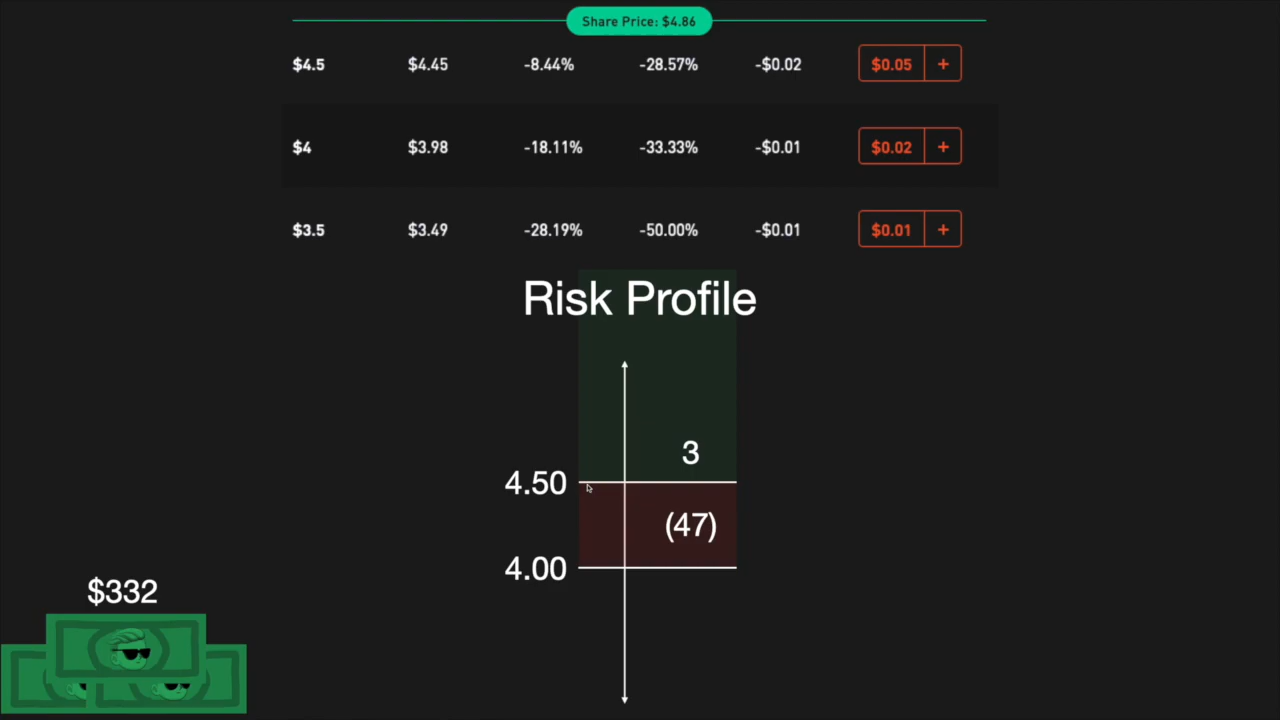 Share Price: $4.86
$4.5 $4.45 -8.44% -28.57% -$0.02 $0.05 +
$4 $3.98 -18.11% -33.33% -$0.01 $0.02 +
$3.5 $3.49 -28.19% -50.00% -$0.01 $0.01 +
Risk Profile
3
4.50
(47)
4.00
$332